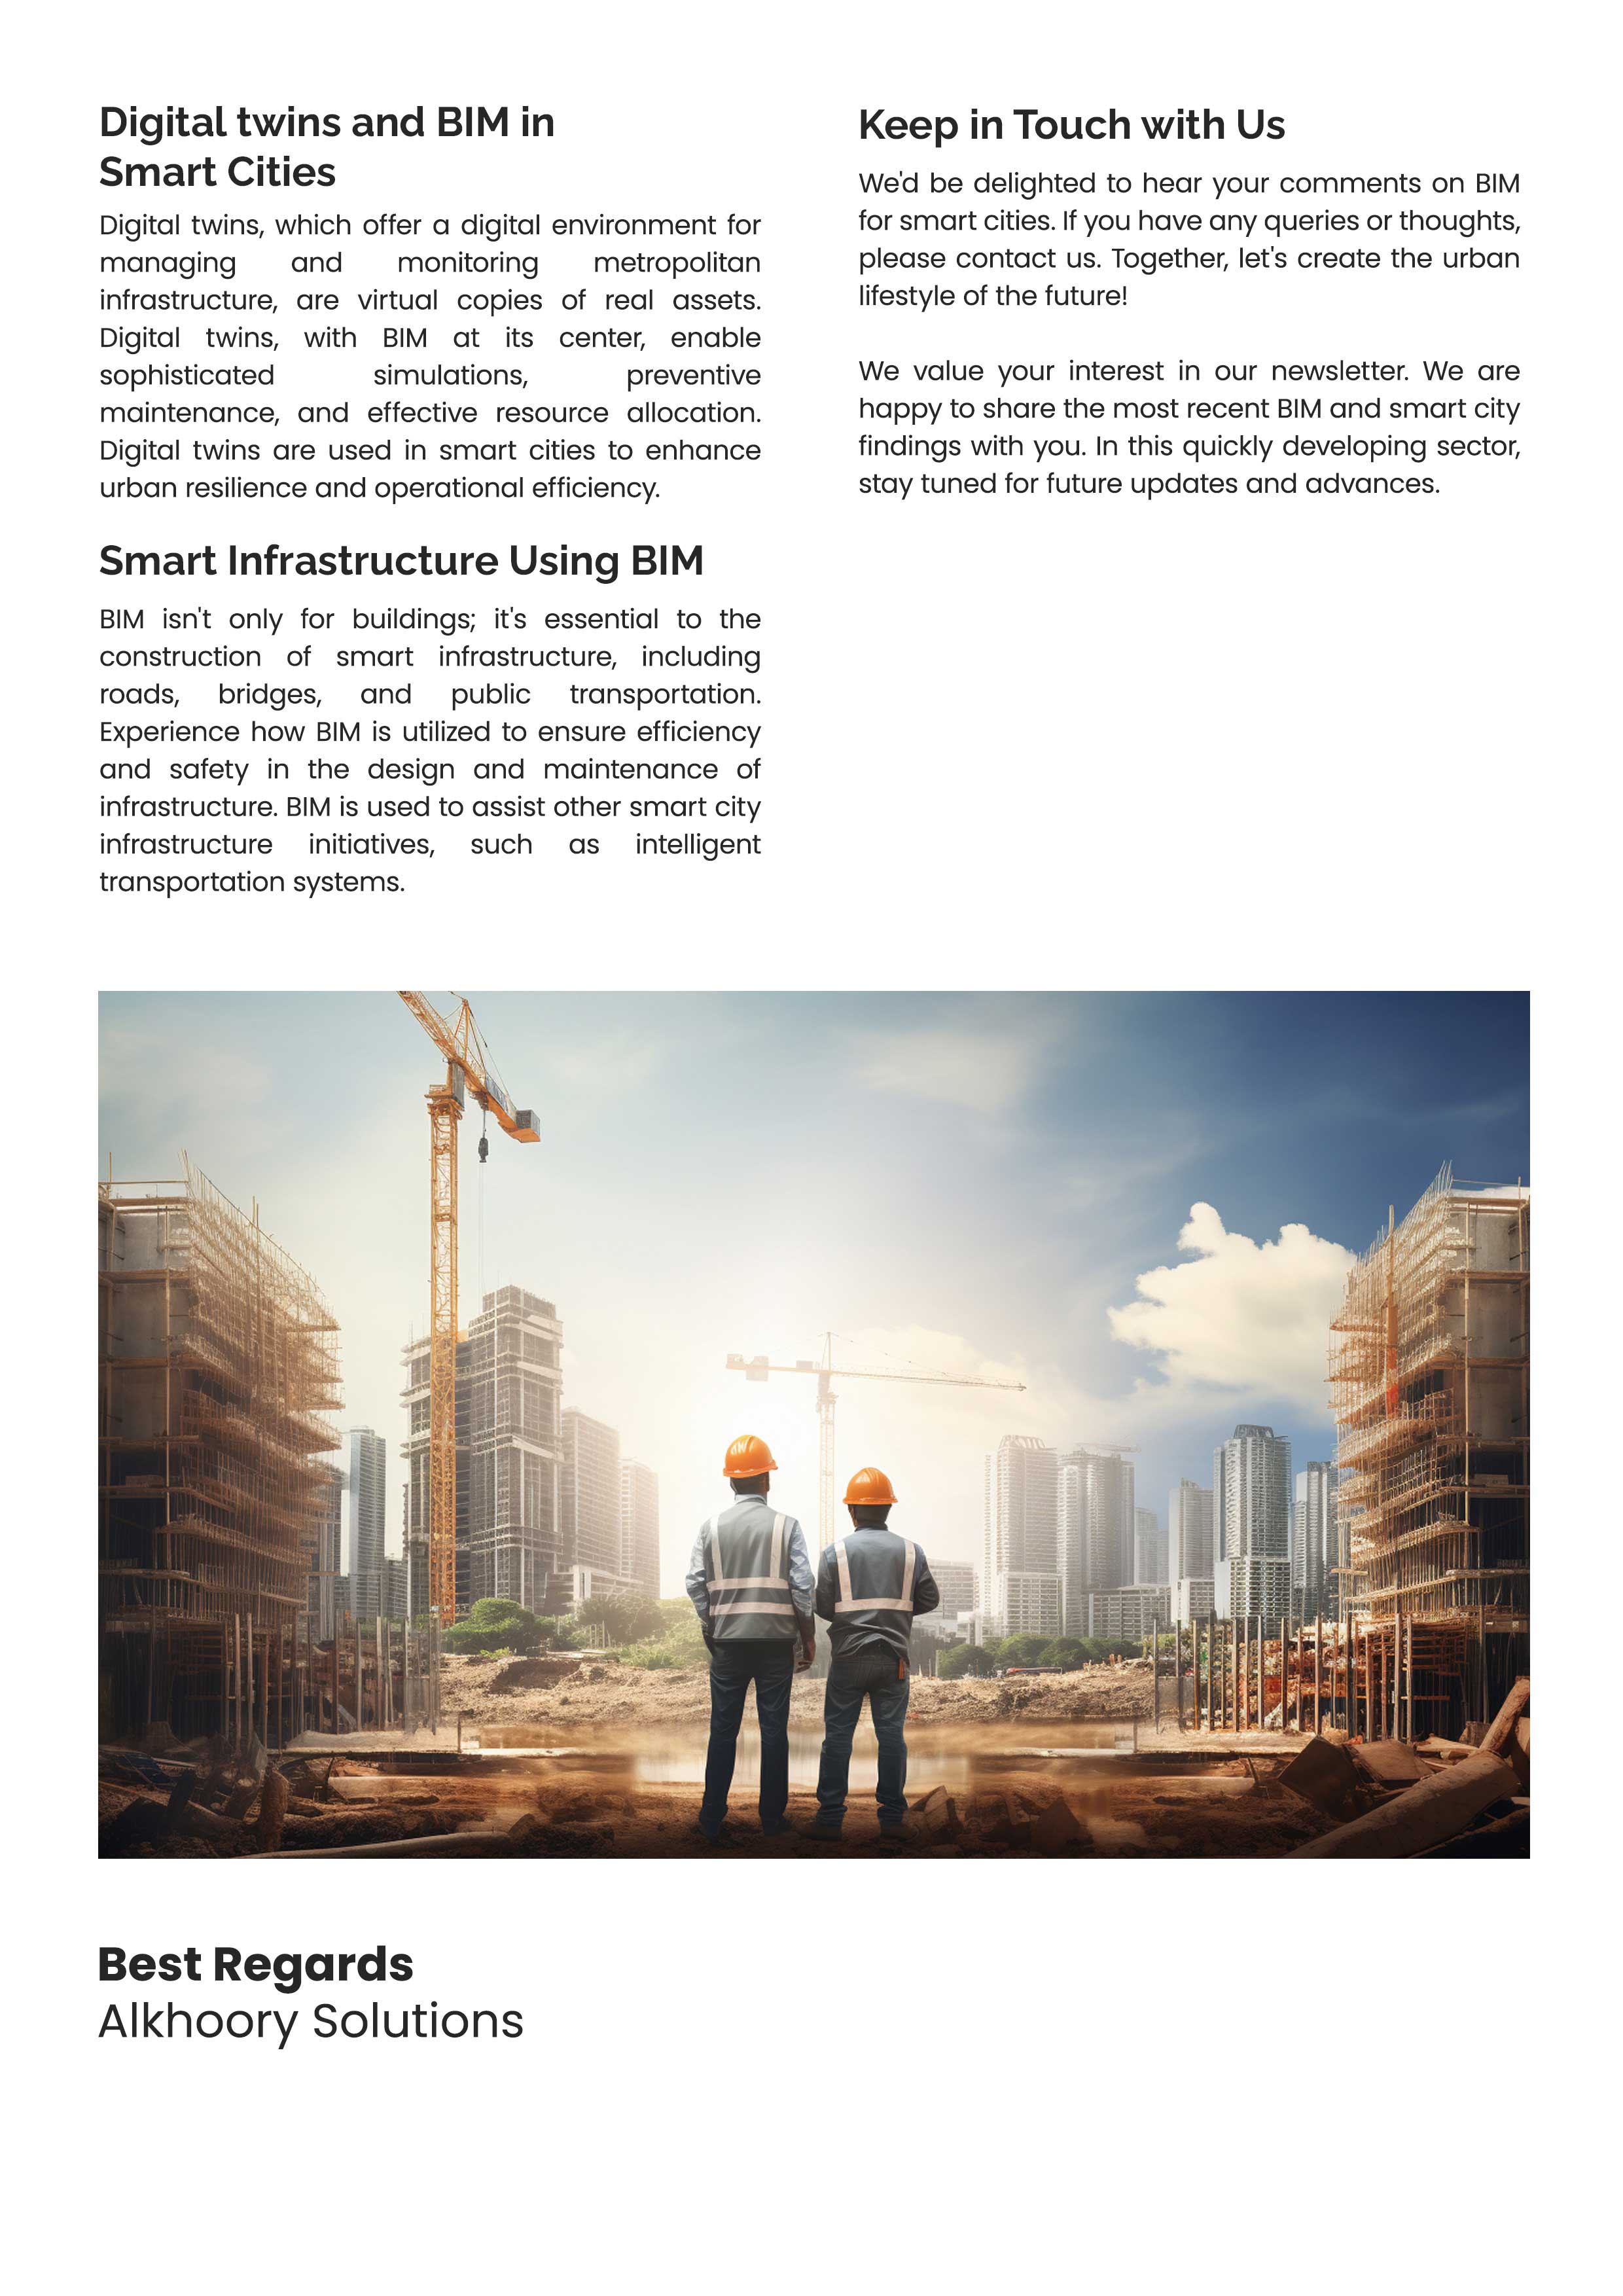 Digital twins and BIM in
Smart Cities
Digital twins, which offer a digital environment for
managing and monitoring metropolitan
infrastructure, are virtual copies of real assets.
Digital twins, with BIM at its center, enable
sophisticated simulations, preventive
maintenance, and effective resource allocation.
Digital twins are used in smart cities to enhance
urban resilience and operational efficiency.
Smart Infrastructure Using BIM
BIM isn't only for buildings; it's essential to the
construction of smart infrastructure, including
roads, bridges, and public transportation.
Experience how BIM is utilized to ensure efficiency
and safety in the design and maintenance of
infrastructure. BIM is used to assist other smart city
infrastructure initiatives, such as intelligent
transportation systems.
Keep in Touch with Us
We'd be delighted to hear your comments on BIM
for smart cities. If you have any queries or thoughts,
please contact us. Together, let's create the urban
lifestyle of the future!
We value your interest in our newsletter. We are
happy to share the most recent BIM and smart city
findings with you. In this quickly developing sector,
stay tuned for future updates and advances.
Best Regards
Alkhoory Solutions